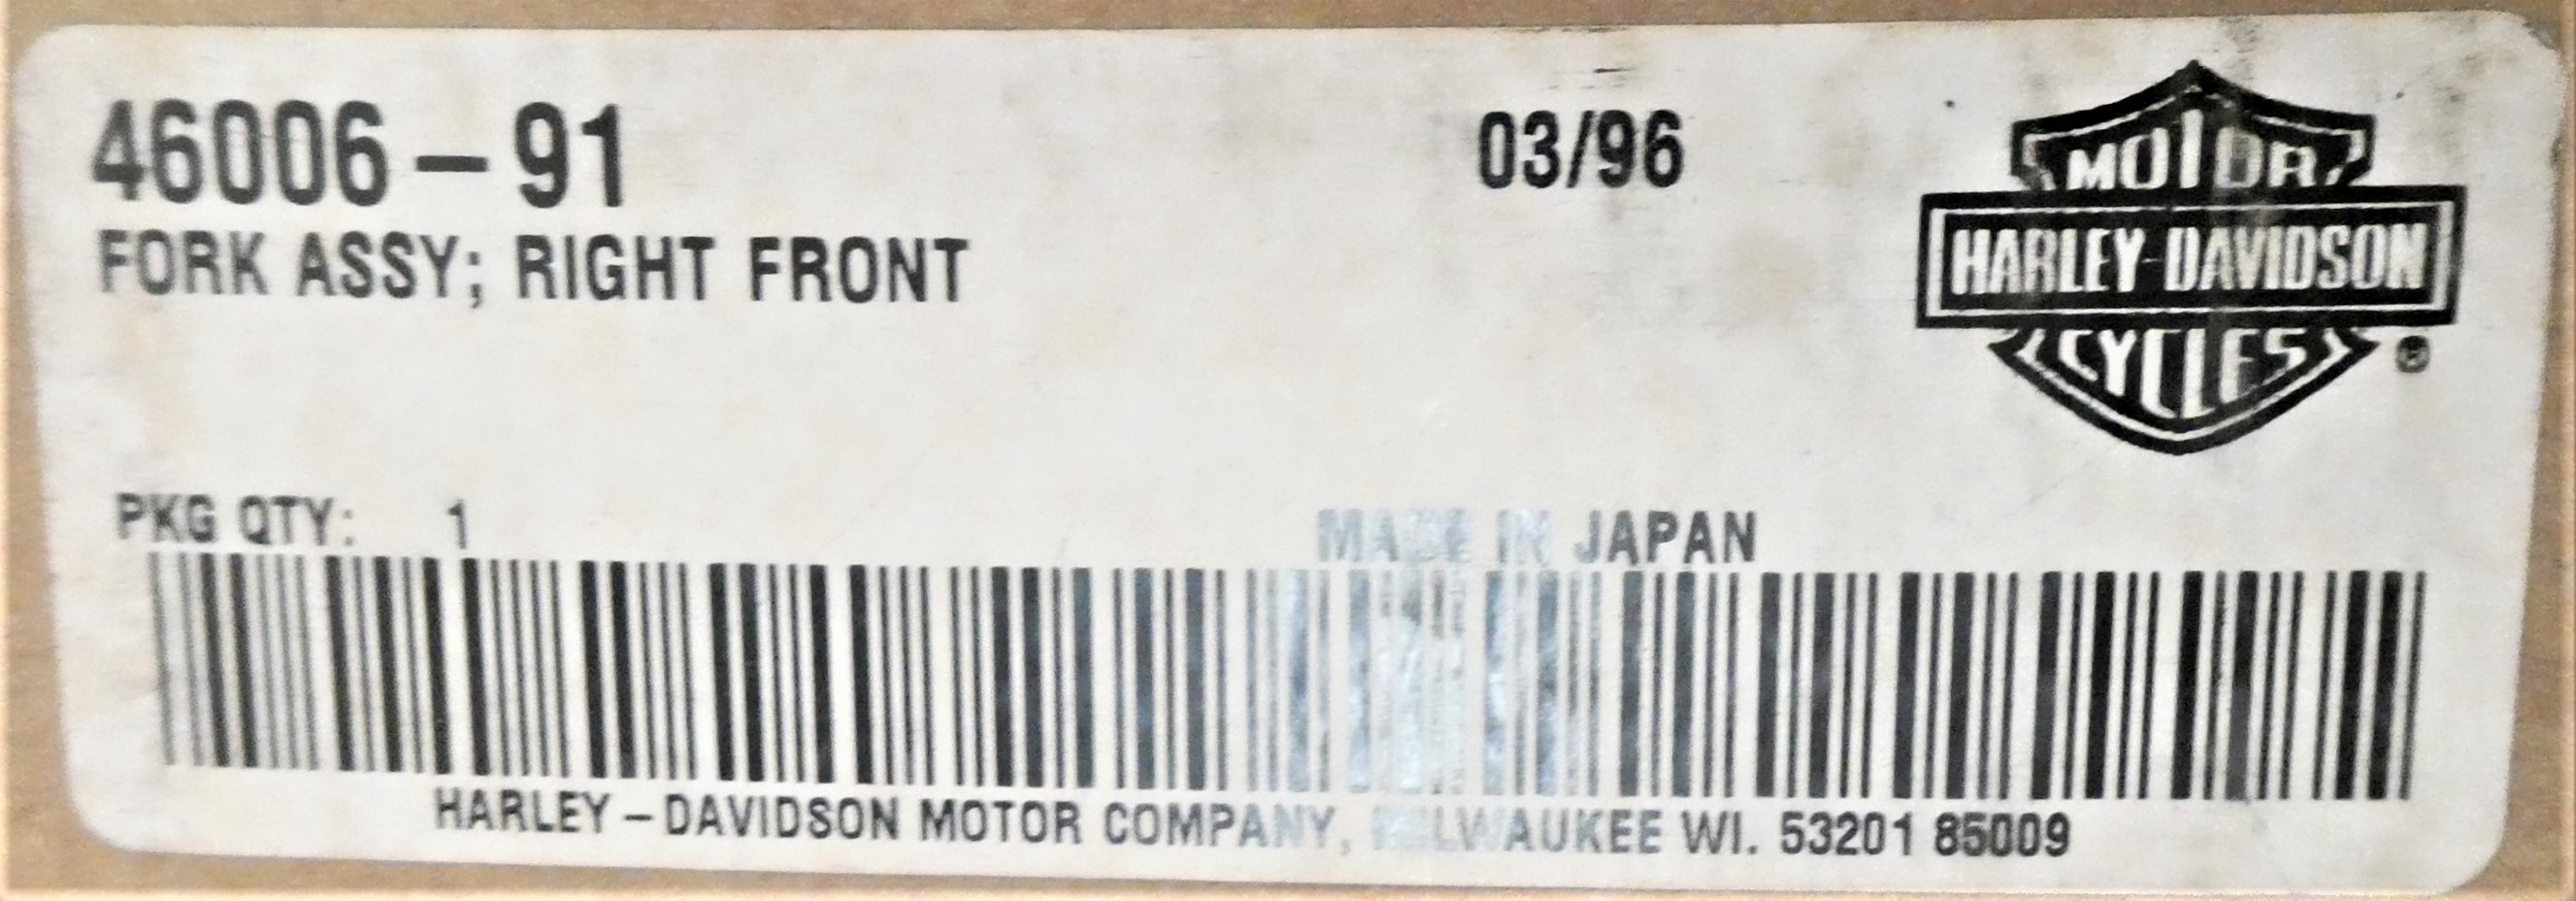 46006-91
03/96
FORK ASSY; RIGHT FRONT
MOTOR
HARLEY-DAVIDSON
CYCLES
®
PKG QTY: 1
MADE IN JAPAN
HARLEY-DAVIDSON MOTOR COMPANY, MILWAUKEE WI. 53201 85009